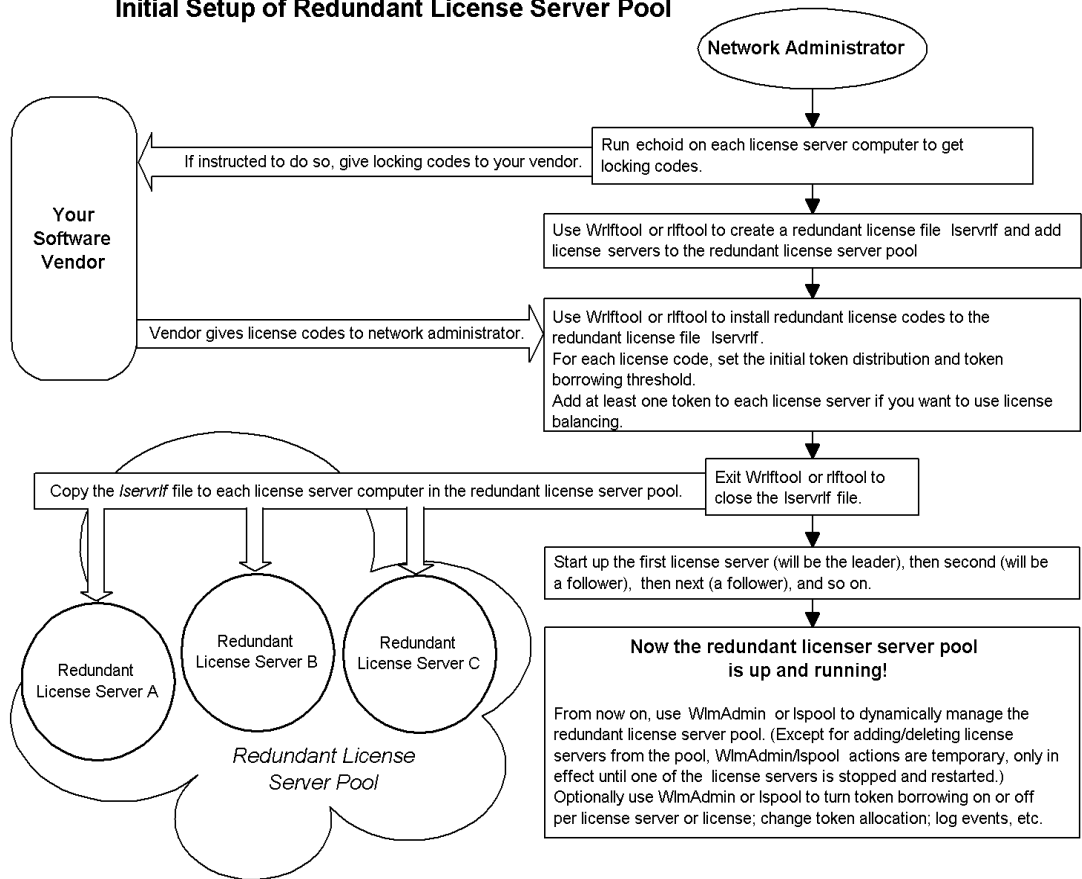 Initial Setup of Redundant License Server Pool
Network Administrator
Run echoid on each license server computer to get
locking codes.
If instructed to do so, give locking codes to your vendor.
Your
Software
Vendor
Use Wrlftool or rlftool to create a redundant license file lservrlf and add
license servers to the redundant license server pool
Vendor gives license codes to network administrator.
Use Wrlftool or rlftool to install redundant license codes to the
redundant license file lservrlf.
For each license code, set the initial token distribution and token
borrowing threshold.
Add at least one token to each license server if you want to use license
balancing.
Exit Wrlftool or rlftool to
close the lservrlf file.
Copy the lservrlf file to each license server computer in the redundant license server pool.
Start up the first license server (will be the leader), then second (will be
a follower), then next (a follower), and so on.
Redundant
License Server A
Redundant
License Server B
Redundant
License Server C
Redundant License
Server Pool
Now the redundant licenser server pool
is up and running!
From now on, use WlmAdmin or lspool to dynamically manage the
redundant license server pool. (Except for adding/deleting license
servers from the pool, WlmAdmin/lspool actions are temporary, only in
effect until one of the license servers is stopped and restarted.)
Optionally use WlmAdmin or lspool to turn token borrowing on or off
per license server or license; change token allocation; log events, etc.